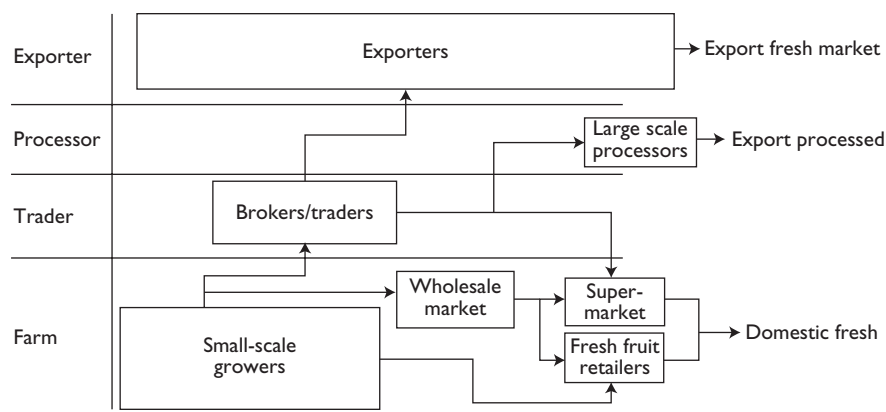 Exporter
Exporters
Export fresh market
Processor
Large scale
processors
Export processed
Trader
Brokers/traders
Farm
Wholesale
market
Super-
market
Domestic fresh
Small-scale
growers
Fresh fruit
retailers